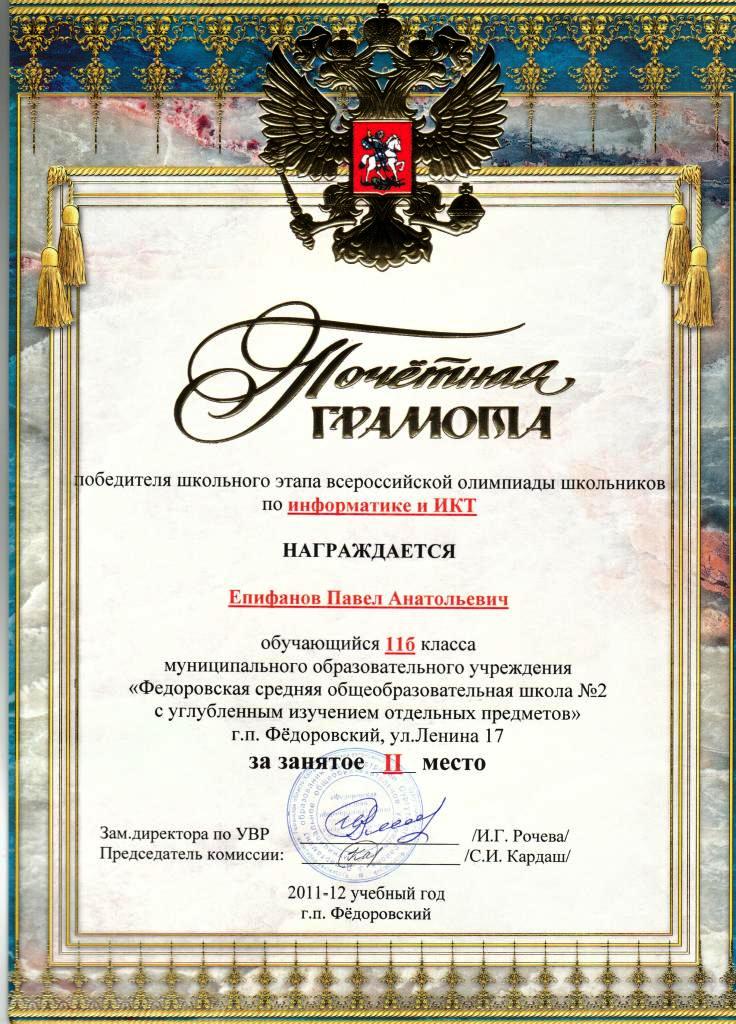 Почётная
ГРАМОТА
победителя школьного этапа всероссийской олимпиады школьников
по информатике и ИКТ
НАГРАЖДАЕТСЯ
Епифанов Павел Анатольевич
обучающийся 11б класса
муниципального образовательного учреждения
«Федоровская средняя общеобразовательная школа №2
с углубленным изучением отдельных предметов»
г.п. Фёдоровский, ул.Ленина 17
за занятое II место
Зам.директора по УВР /И.Г. Рочева/
Председатель комиссии: /С.И. Кардаш/
2011-12 учебный год
г.п. Фёдоровский